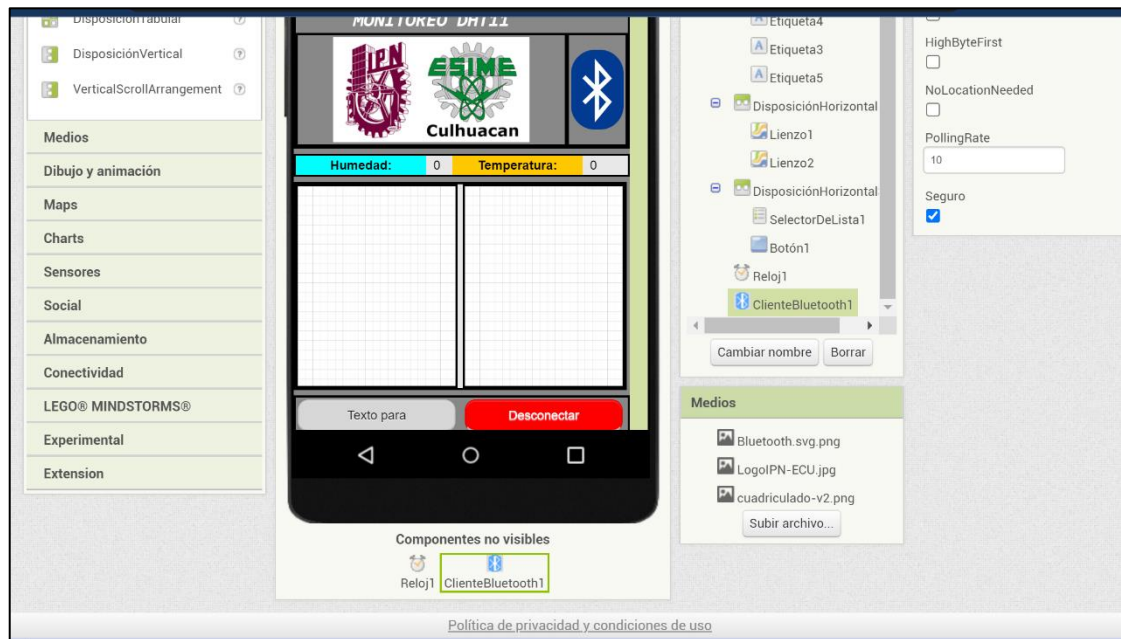 DisposiciónTabular
DisposiciónVertical
VerticalScrollArrangement
Medios
Dibujo y animación
Maps
Charts
Sensores
Social
Almacenamiento
Conectividad
LEGO® MINDSTORMS®
Experimental
Extension
MONITOREO DHT11
IPN
ESIME
Culhuacan
Humedad: 0 Temperatura: 0
Texto para
Desconectar
Componentes no visibles
Reloj1 ClienteBluetooth1
Etiqueta4
Etiqueta3
Etiqueta5
DisposiciónHorizontal
Lienzo1
Lienzo2
DisposiciónHorizontal
SelectorDeLista1
Botón1
Reloj1
ClienteBluetooth1
Cambiar nombre Borrar
Medios
Bluetooth.svg.png
LogoIPN-ECU.jpg
cuadriculado-v2.png
Subir archivo...
HighByteFirst
NoLocationNeeded
PollingRate
10
Seguro
Política de privacidad y condiciones de uso